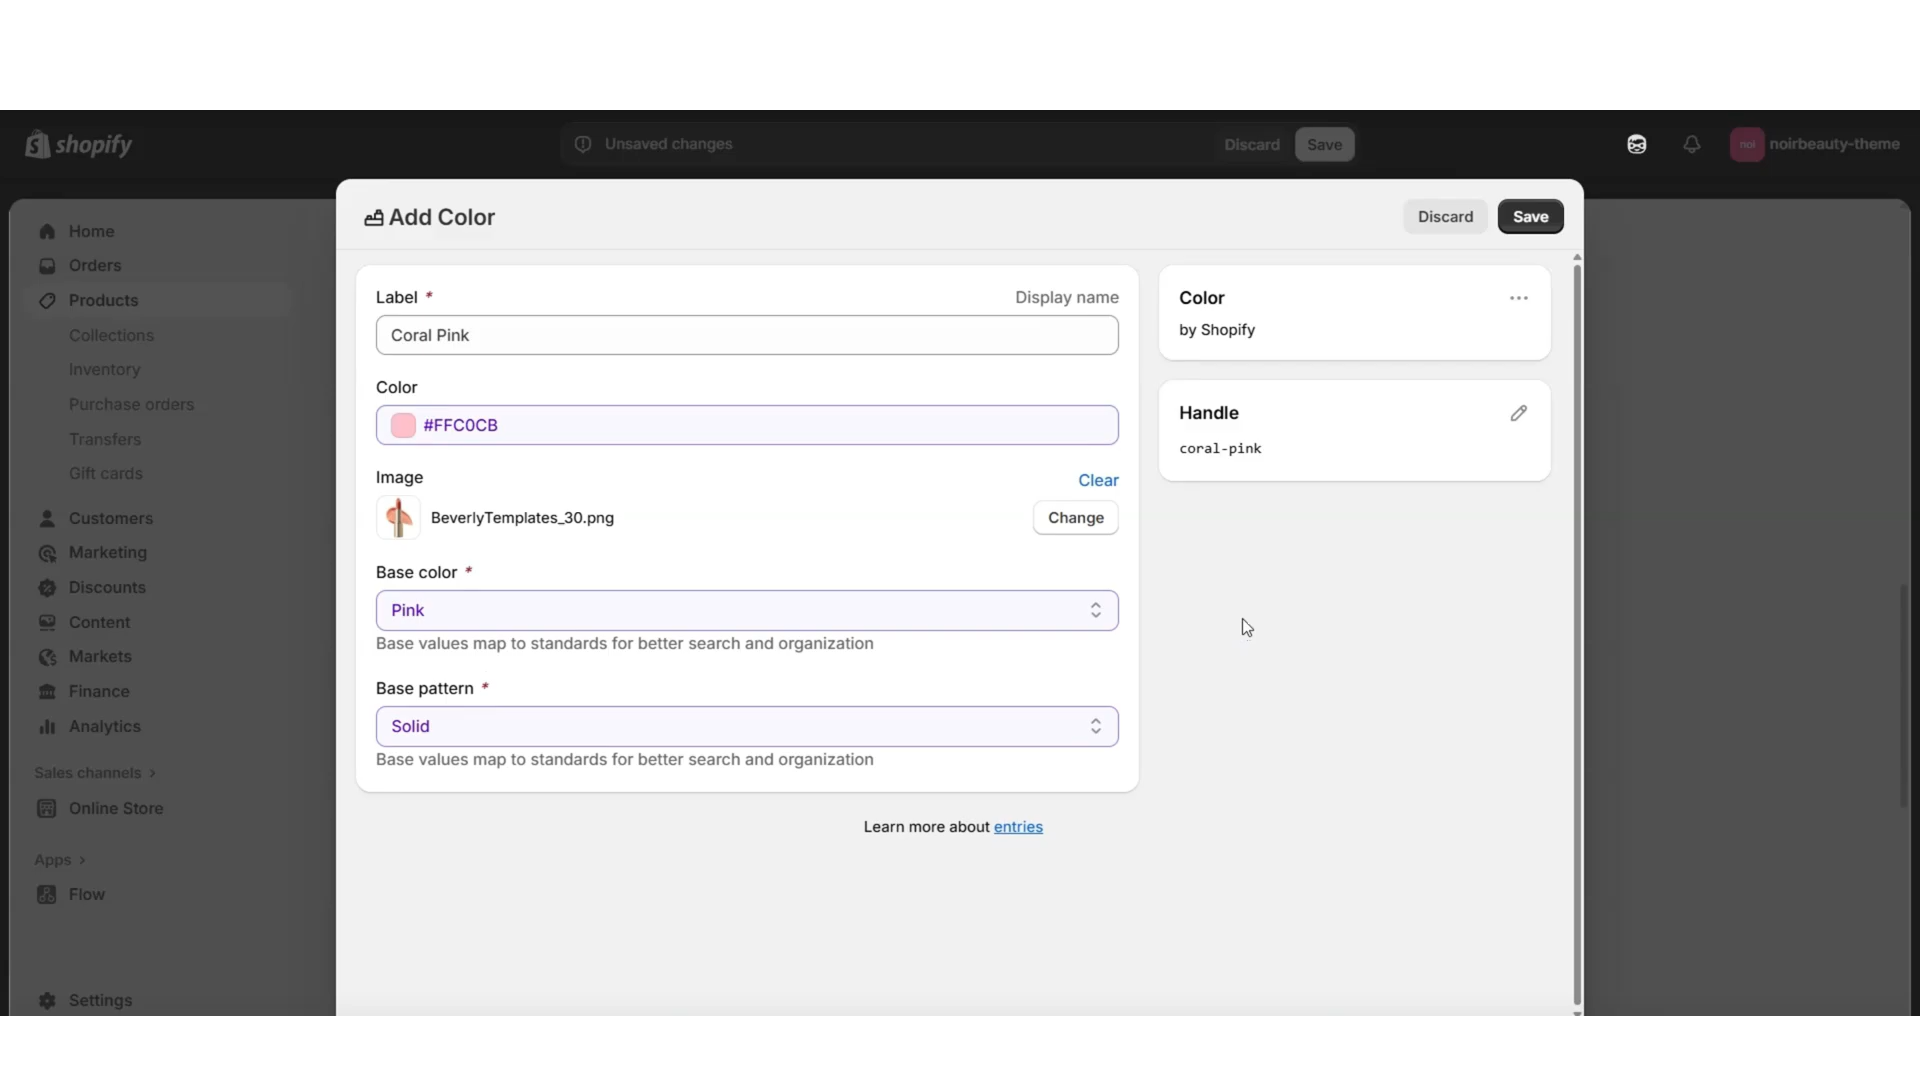 shopify
Unsaved changes
Discard
Save
noi
noirbeauty-theme
Home
Orders
Products
Collections
Inventory
Purchase orders
Transfers
Gift cards
Customers
Marketing
Discounts
Content
Markets
Finance
Analytics
Sales channels
Online Store
Apps
Flow
Settings
Add Color
Discard
Save
Label *
Display name
Coral Pink
Color
#FFC0CB
Image
Clear
BeverlyTemplates_30.png
Change
Base color *
Pink
Base values map to standards for better search and organization
Base pattern *
Solid
Base values map to standards for better search and organization
Learn more about entries
Color
by Shopify
Handle
coral-pink